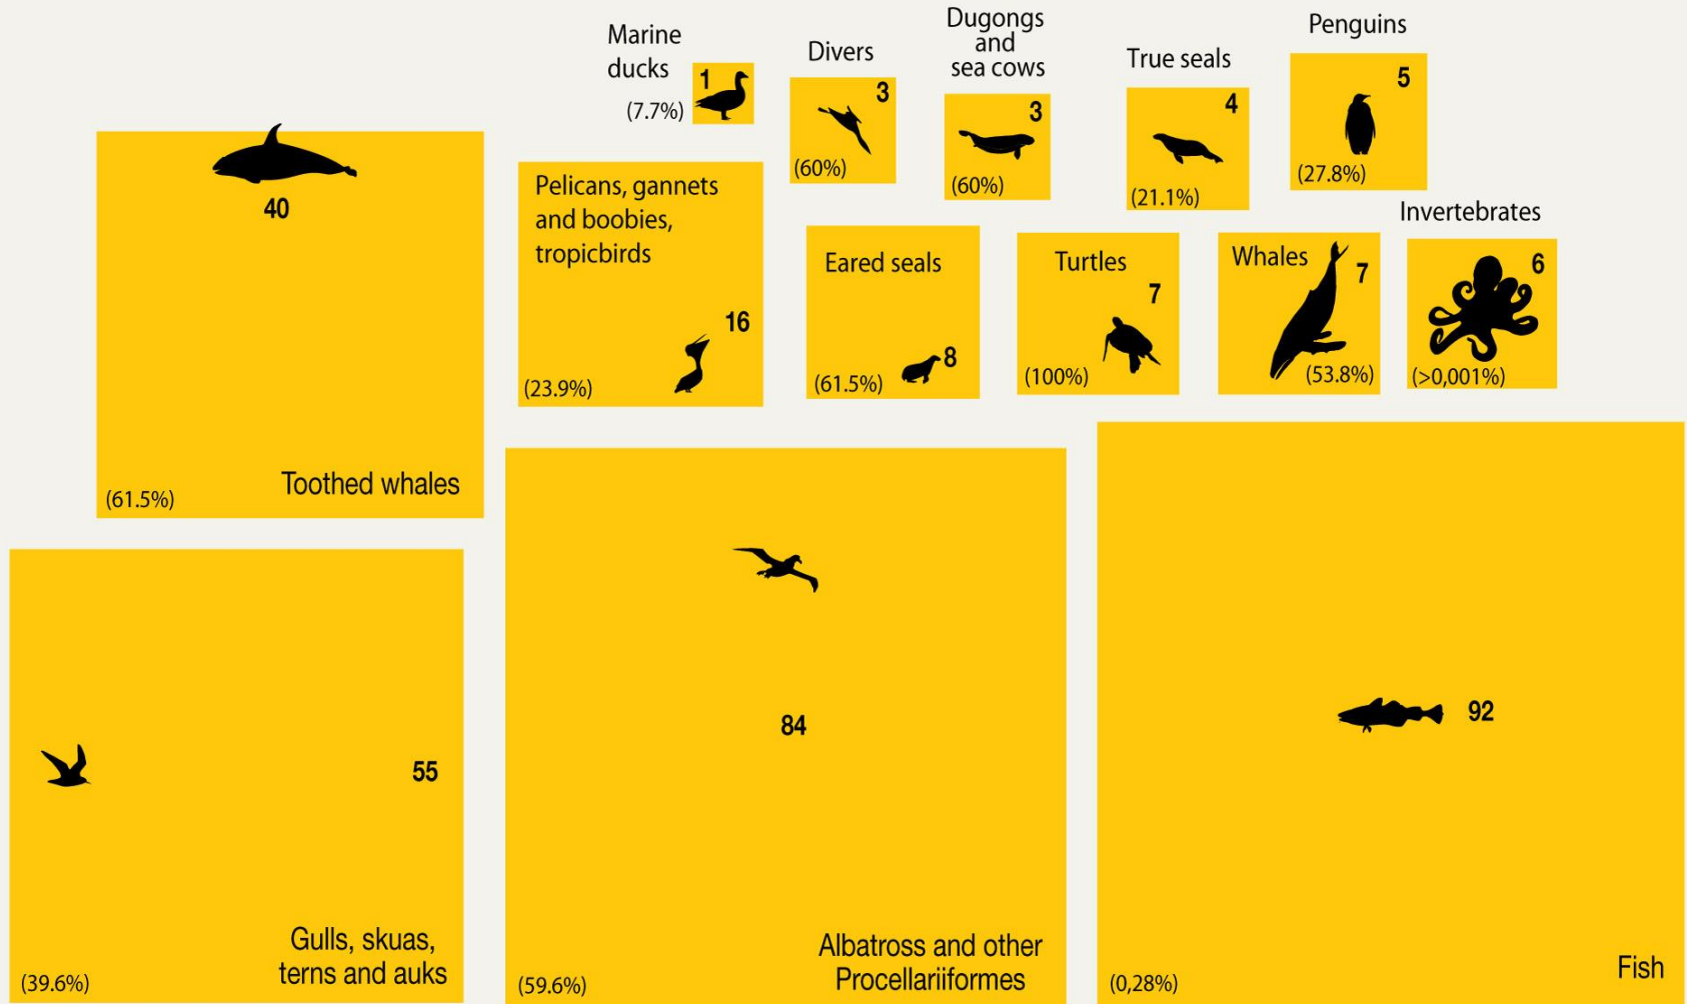 Marine
ducks
1
(7.7%)
Divers
3
(60%)
Dugongs
and
sea cows
3
(60%)
True seals
4
(21.1%)
Penguins
5
(27.8%)
40
Toothed whales
(61.5%)
Pelicans, gannets
and boobies,
tropicbirds
16
(23.9%)
Eared seals
8
(61.5%)
Turtles
7
(100%)
Whales
7
(53.8%)
Invertebrates
6
(>0,001%)
55
Gulls, skuas,
terns and auks
(39.6%)
84
Albatross and other
Procellariiformes
(59.6%)
92
Fish
(0,28%)